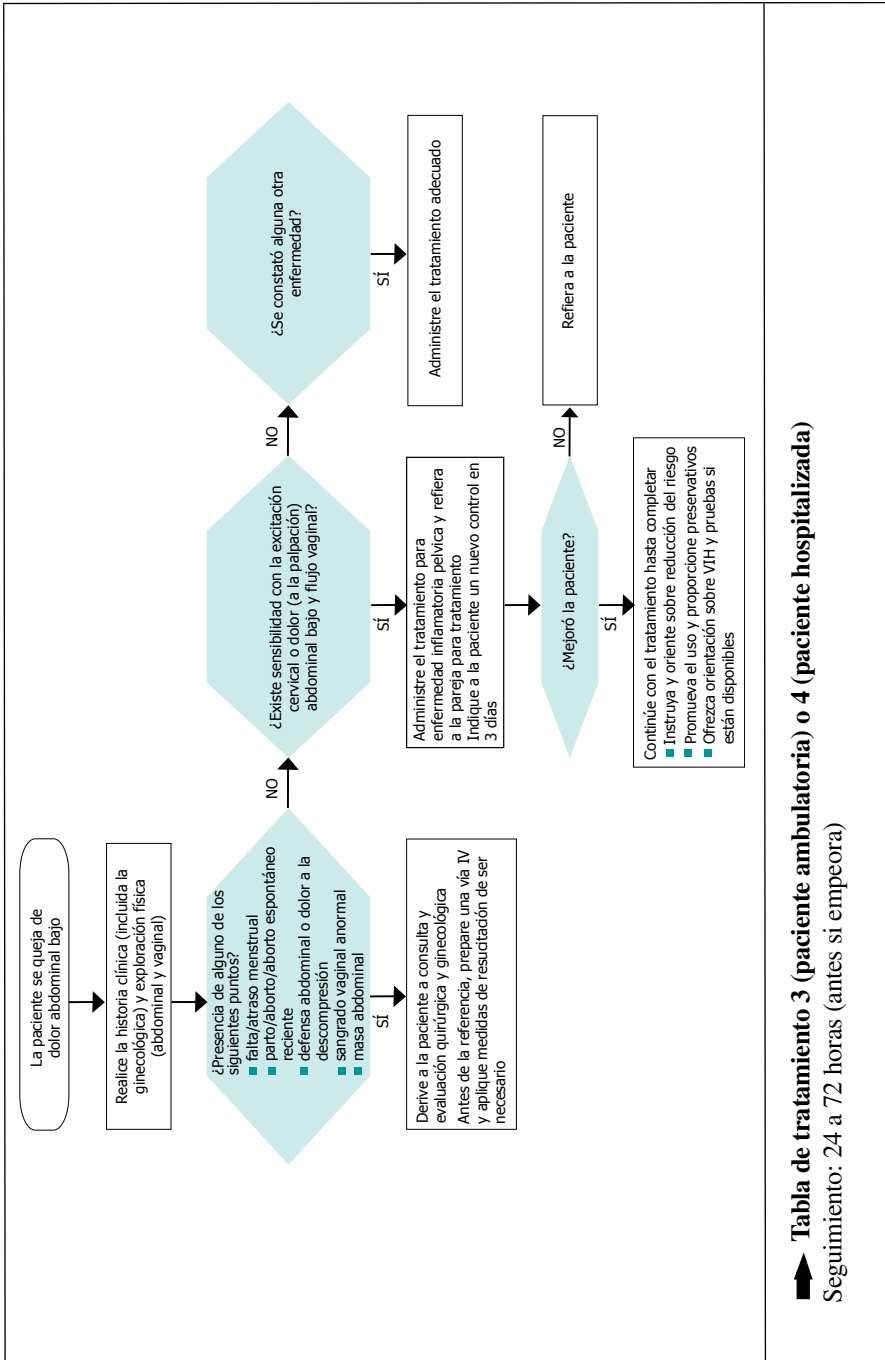 La paciente se queja de
dolor abdominal bajo
Realice la historia clínica (incluida la
ginecológica) y exploración física
(abdominal y vaginal)
¿Presencia de alguno de los
siguientes puntos?
falta/atraso menstrual
parto/aborto/aborto espontáneo
reciente
defensa abdominal o dolor a la
descompresión
sangrado vaginal anormal
masa abdominal
NO
SÍ
Derive a la paciente a consulta y
evaluación quirúrgica y ginecológica
Antes de la referencia, prepare una vía IV
y aplique medidas de resucitación de ser
necesario
¿Existe sensibilidad con la excitación
cervical o dolor (a la palpación)
abdominal bajo y flujo vaginal?
NO
SÍ
Administre el tratamiento para
enfermedad inflamatoria pelvica y refiera
a la pareja para tratamiento
Indique a la paciente un nuevo control en
3 días
¿Mejoró la paciente?
NO
SÍ
Continúe con el tratamiento hasta completar
Instruya y oriente sobre reducción del riesgo
Promueva el uso y proporcione preservativos
Ofrezca orientación sobre VIH y pruebas si
están disponibles
¿Se constató alguna otra
enfermedad?
SÍ
Administre el tratamiento adecuado
Refiera a la paciente
Tabla de tratamiento 3 (paciente ambulatoria) o 4 (paciente hospitalizada)
Seguimiento: 24 a 72 horas (antes si empeora)